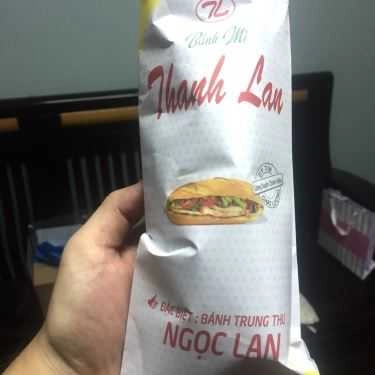 TL
Bánh Mì
Thanh Lan
ĐẶC BIỆT : BÁNH TRUNG THU
NGỌC LAN